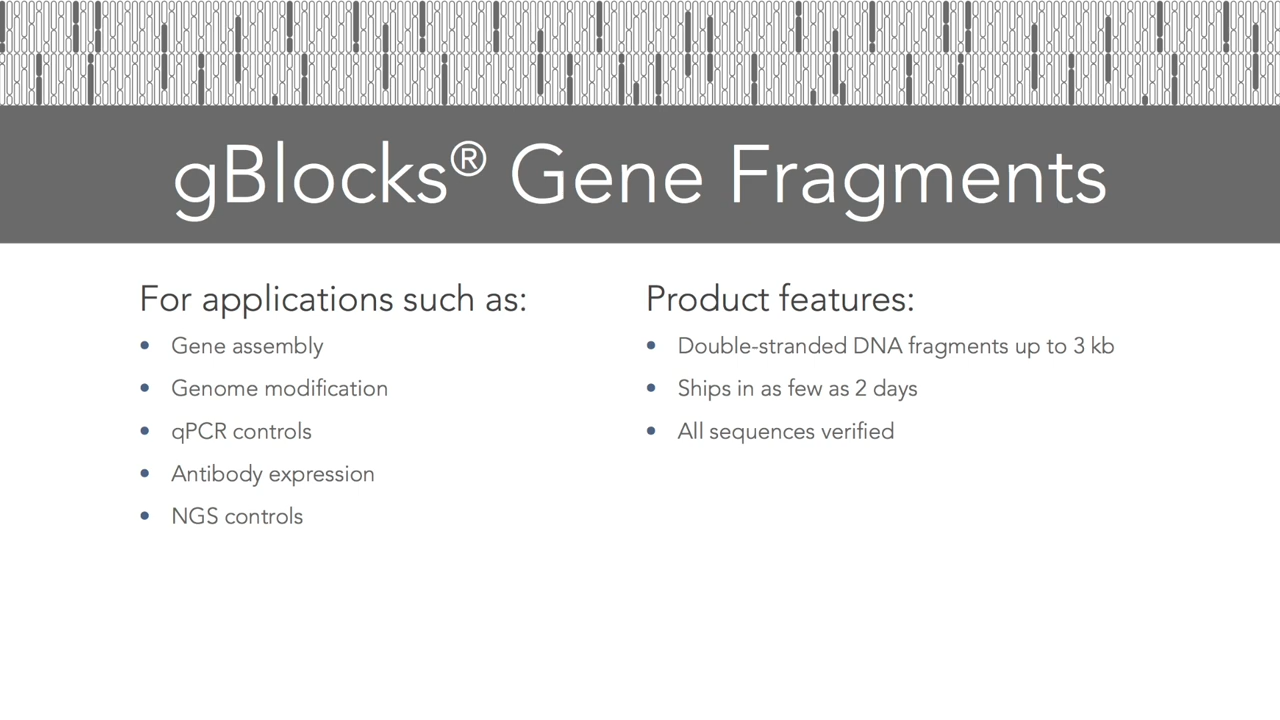 gBlocks® Gene Fragments
For applications such as:
• Gene assembly
• Genome modification
• qPCR controls
• Antibody expression
• NGS controls
Product features:
• Double-stranded DNA fragments up to 3 kb
• Ships in as few as 2 days
• All sequences verified